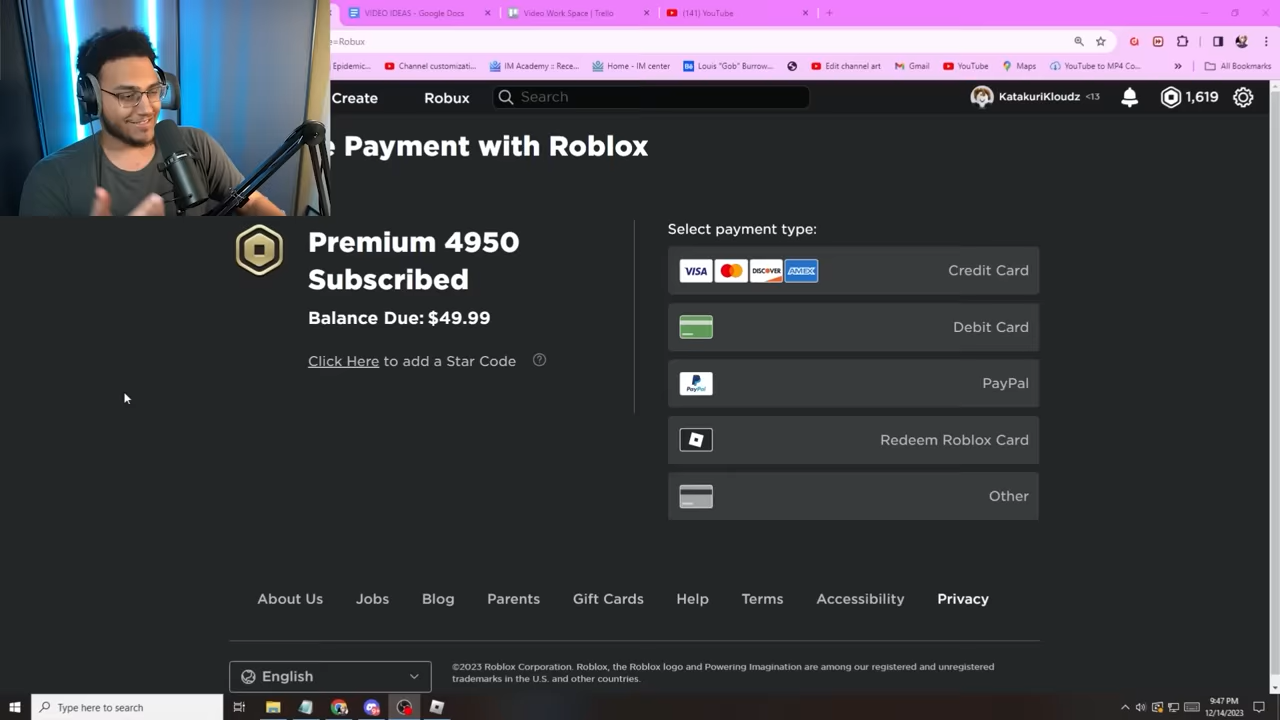 VIDEO IDEAS - Google Docs
Video Work Space | Trello
(141) YouTube
=Robux
Epidemic...
Channel customizati...
IM Academy :: Rece...
Home - IM center
Louis "Gob" Burrow...
Edit channel art
Gmail
YouTube
Maps
YouTube to MP4 Co...
All Bookmarks
Create
Robux
Search
KatakuriKloudz <13
1,619
e Payment with Roblox
Premium 4950
Subscribed
Balance Due: $49.99
Click Here to add a Star Code
Select payment type:
VISA
DISCOVER
AMEX
Credit Card
Debit Card
PayPal
PayPal
Redeem Roblox Card
Other
About Us
Jobs
Blog
Parents
Gift Cards
Help
Terms
Accessibility
Privacy
English
©2023 Roblox Corporation. Roblox, the Roblox logo and Powering Imagination are among our registered and unregistered
trademarks in the U.S. and other countries.
Type here to search
9:47 PM
12/14/2023